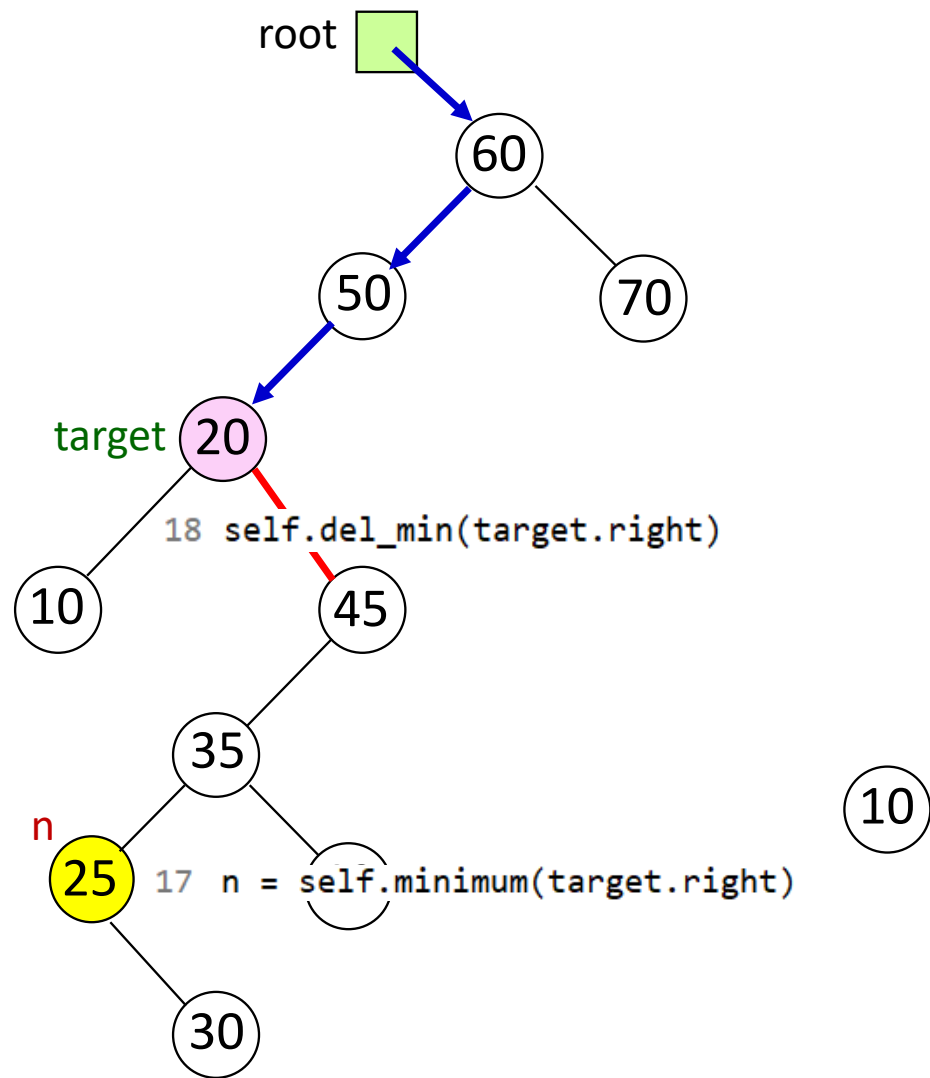 root
60
50
70
target 20
18 self.del_min(target.right)
10
45
35
10
n
25
17 n = self.minimum(target.right)
30